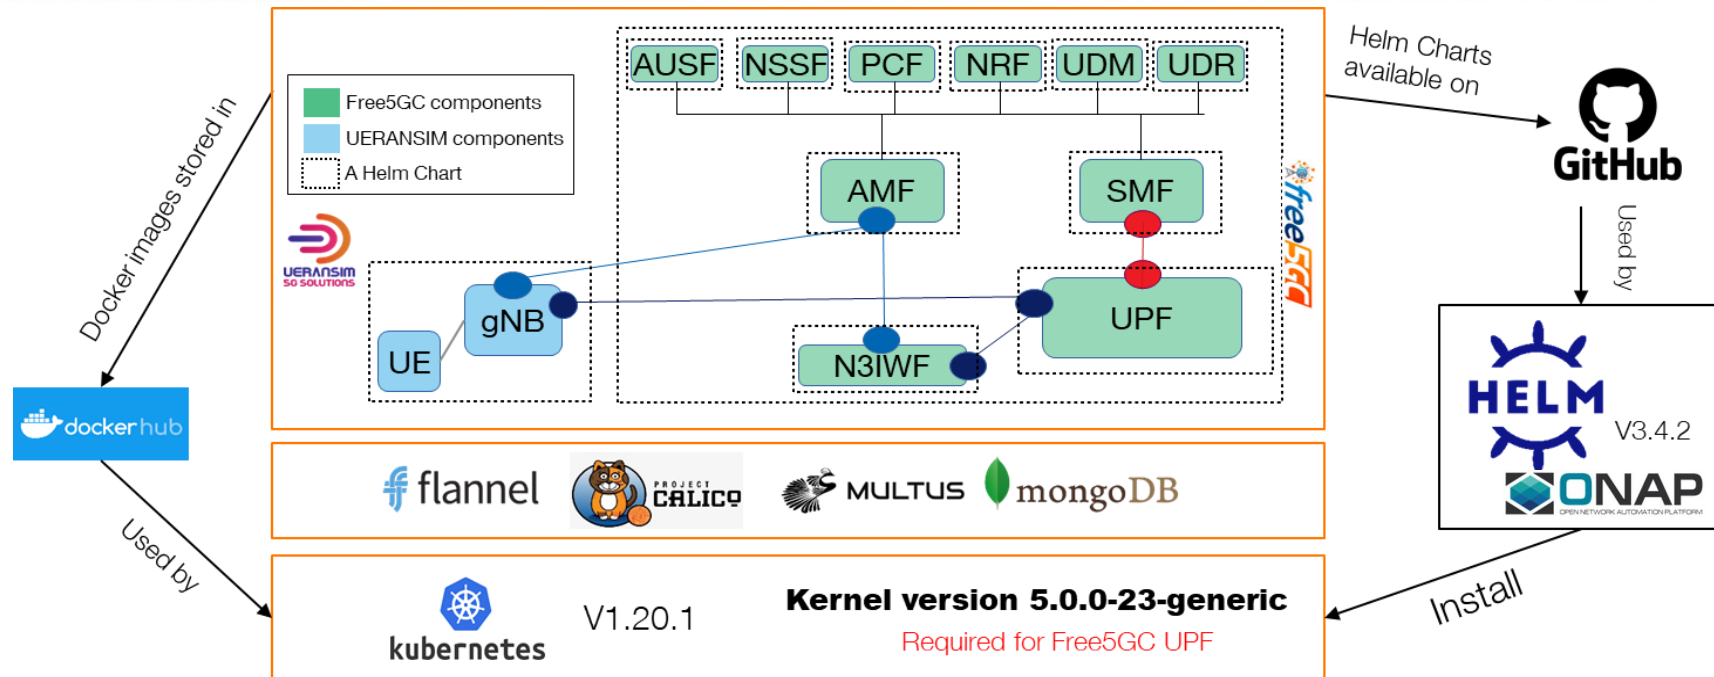 AUSF
NSSF
PCF
NRF
UDM
UDR
Free5GC components
UERANSIM components
A Helm Chart
AMF
SMF
UERANSIM
5G SOLUTIONS
free5GC
gNB
UE
UPF
N3IWF
Docker images stored in
dockerhub
Used by
Helm Charts
available on
GitHub
Used by
HELM
V3.4.2
ONAP
OPEN NETWORK AUTOMATION PLATFORM
Install
flannel
PROJECT
CALICO
MULTUS
mongoDB
kubernetes
V1.20.1
Kernel version 5.0.0-23-generic
Required for Free5GC UPF